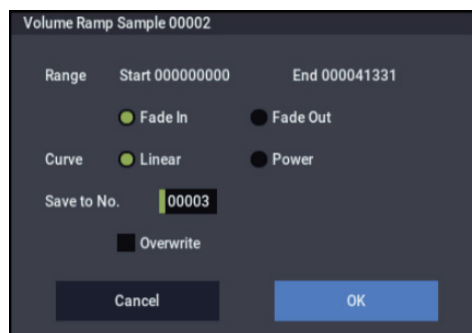 Volume Ramp Sample 00002
Range Start 000000000 End 000041331
Fade In Fade Out
Curve Linear Power
Save to No. 00003
Overwrite
Cancel OK